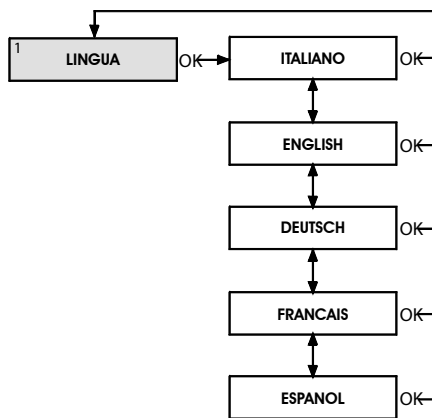 1
LINGUA OK ITALIANO OK
ENGLISH OK
DEUTSCH OK
FRANCAIS OK
ESPANOL OK